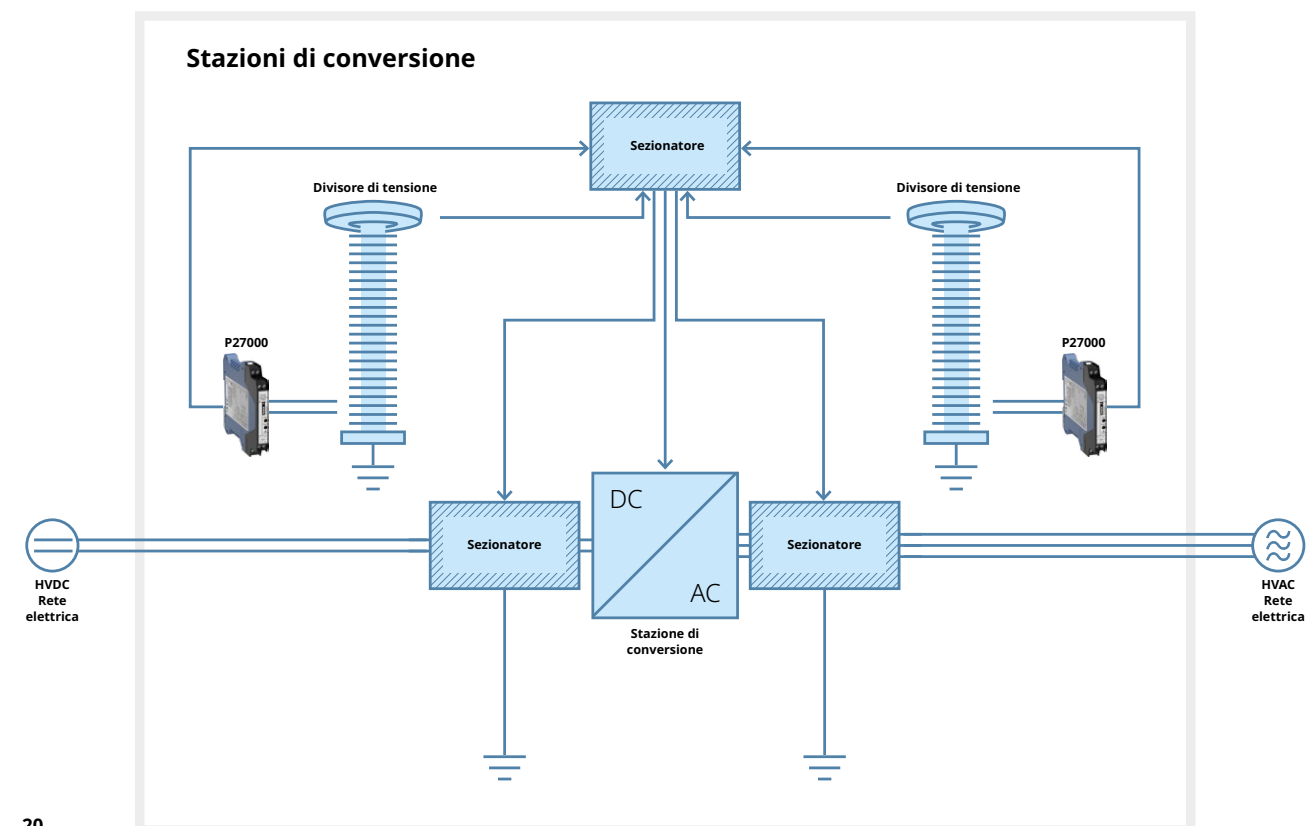 Stazioni di conversione
Sezionatore
Divisore di tensione
Divisore di tensione
P27000
P27000
DC
AC
Sezionatore
Sezionatore
HVDC
Rete
elettrica
HVAC
Rete
elettrica
Stazione di
conversione
20